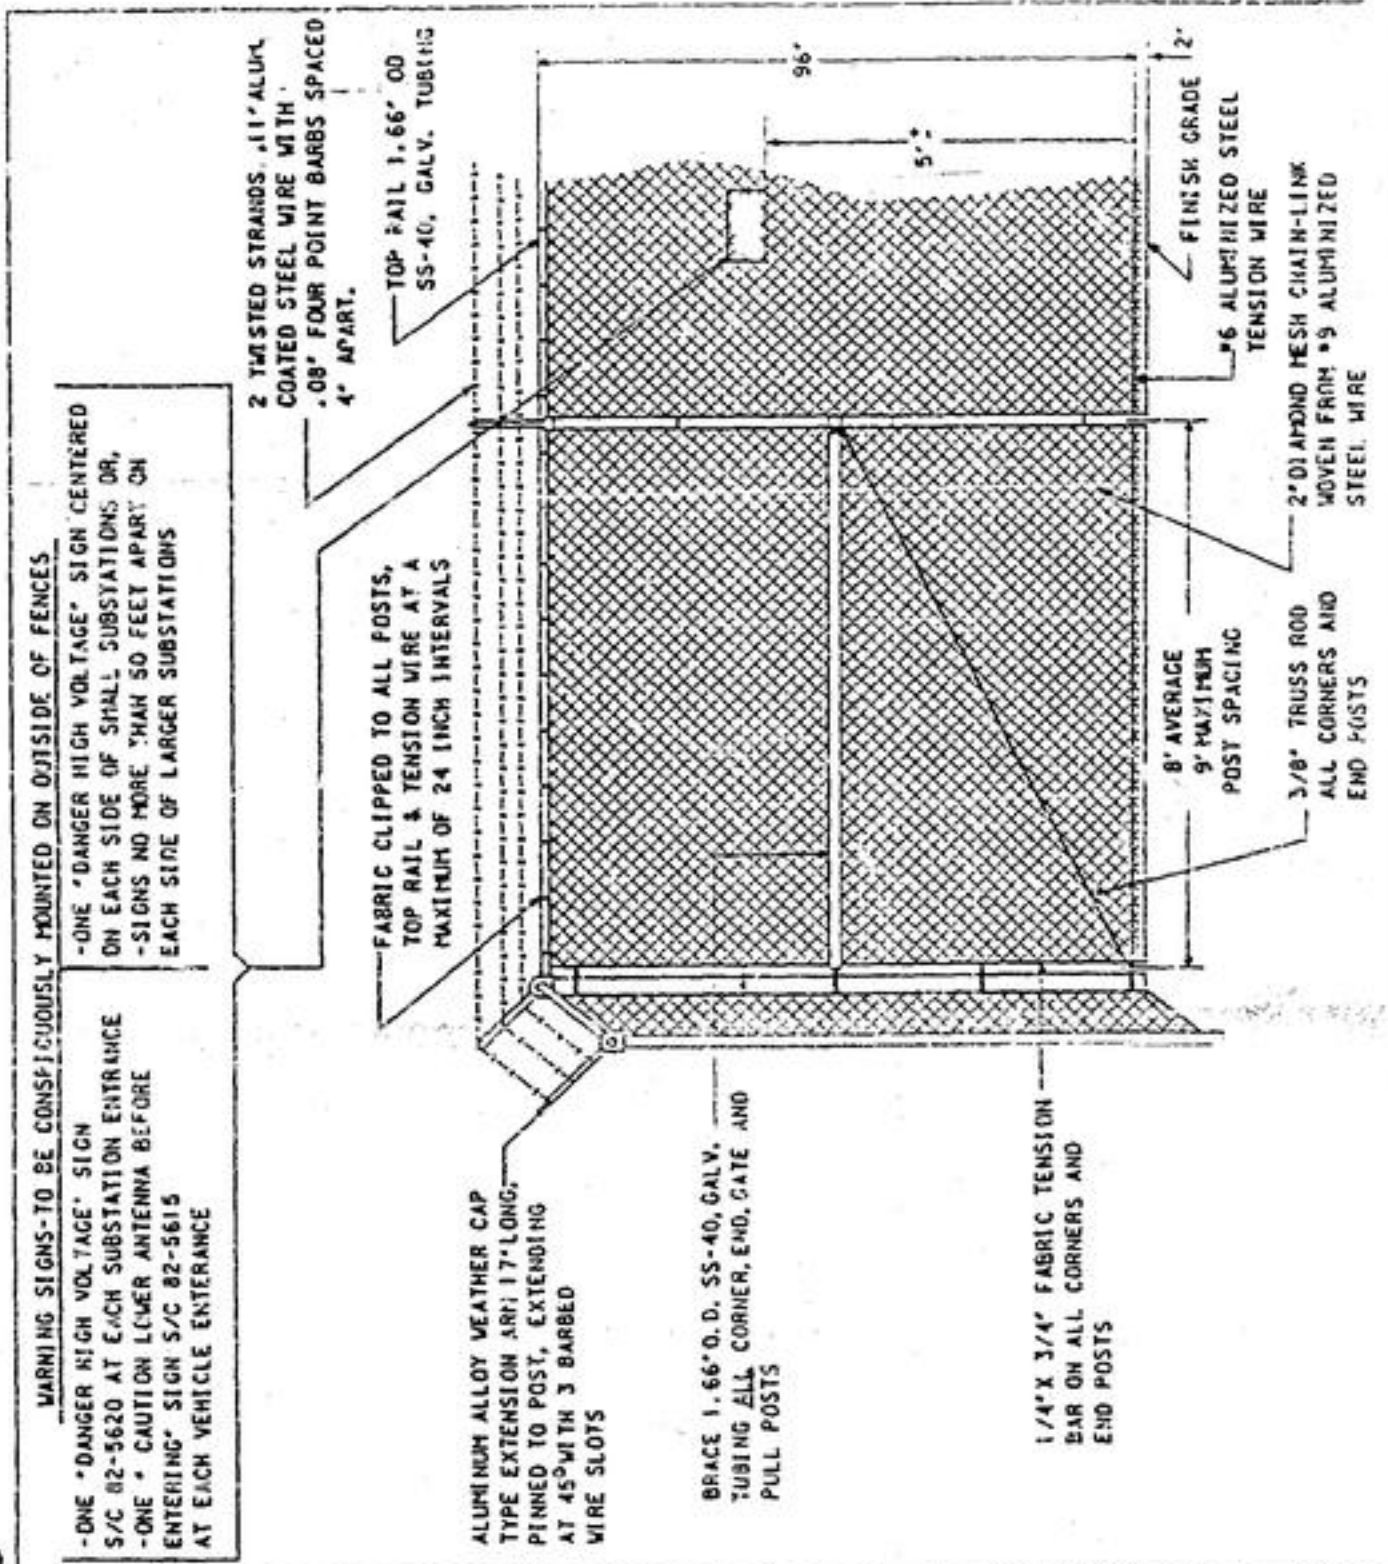 WARNING SIGNS-TO BE CONSPICUOUSLY MOUNTED ON OUTSIDE OF FENCES
-ONE "DANGER HIGH VOLTAGE" SIGN
S/C 82-5620 AT EACH SUBSTATION ENTRANCE
-ONE " CAUTION LOWER ANTENNA BEFORE
ENTERING" SIGN S/C 82-5615
AT EACH VEHICLE ENTERANCE
-ONE "DANGER HIGH VOLTAGE" SIGN CENTERED
ON EACH SIDE OF SMALL SUBSTATIONS OR,
-SIGNS NO MORE THAN 50 FEET APART ON
EACH SIDE OF LARGER SUBSTATIONS
2 TWISTED STRANDS .11" ALUM.
COATED STEEL WIRE WITH
.08" FOUR POINT BARBS SPACED
4" APART.
TOP RAIL 1.66" OD
SS-40, GALV. TUBING
FABRIC CLIPPED TO ALL POSTS,
TOP RAIL & TENSION WIRE AT A
MAXIMUM OF 24 INCH INTERVALS
ALUMINUM ALLOY WEATHER CAP
TYPE EXTENSION ARM 17" LONG,
PINNED TO POST, EXTENDING
AT 45° WITH 3 BARBED
WIRE SLOTS
96"
5'±
2"
BRACE 1.66" O.D. SS-40, GALV.
TUBING ALL CORNER, END, GATE AND
PULL POSTS
1/4" X 3/4" FABRIC TENSION
BAR ON ALL CORNERS AND
END POSTS
8' AVERAGE
9' MAXIMUM
POST SPACING
FINISH GRADE
#6 ALUMINIZED STEEL
TENSION WIRE
3/8" TRUSS ROD
ALL CORNERS AND
END POSTS
2" DIAMOND MESH CHAIN-LINK
WOVEN FROM #9 ALUMINIZED
STEEL WIRE